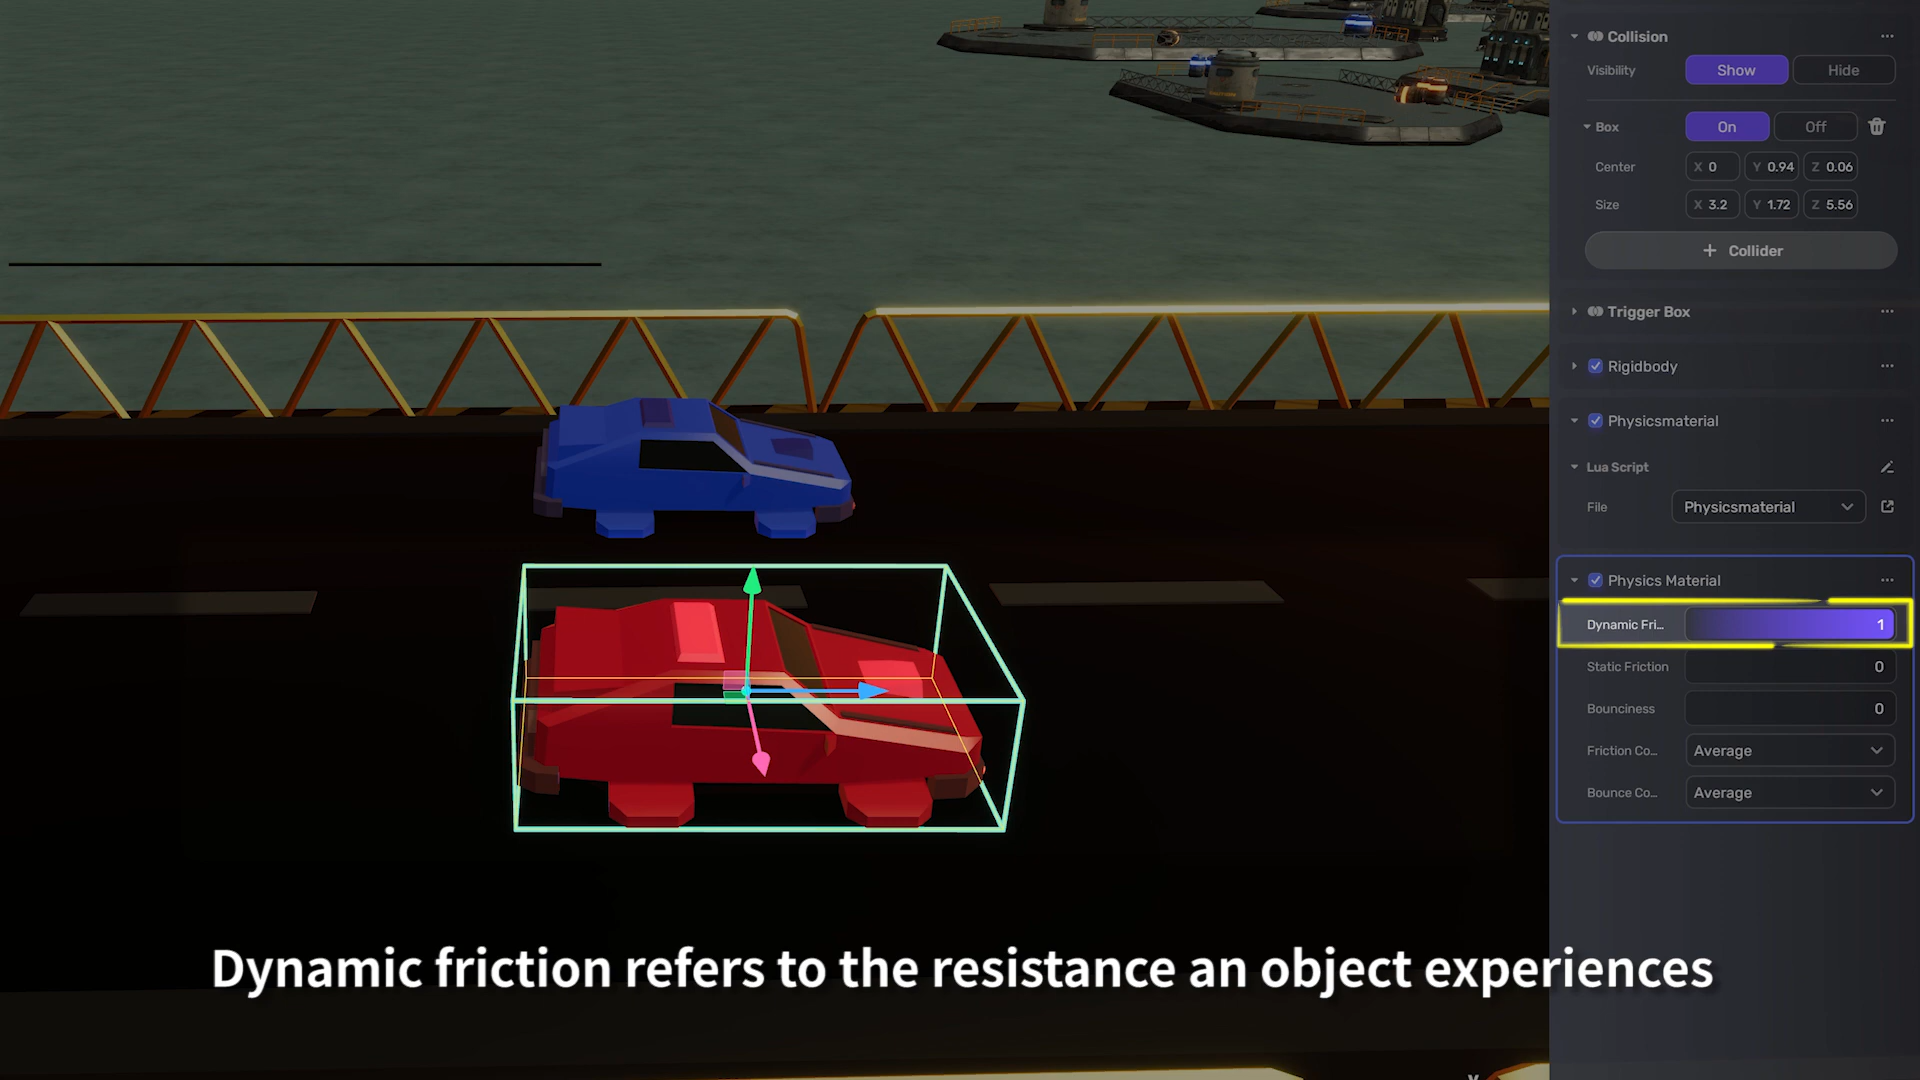 Collision
Visibility Show Hide
Box On Off
Center X 0 Y 0.94 Z 0.06
Size X 3.2 Y 1.72 Z 5.56
+ Collider
Trigger Box
Rigidbody
Physicsmaterial
Lua Script
File Physicsmaterial
Physics Material
Dynamic Fri... 1
Static Friction 0
Bounciness 0
Friction Co... Average
Bounce Co... Average
Dynamic friction refers to the resistance an object experiences